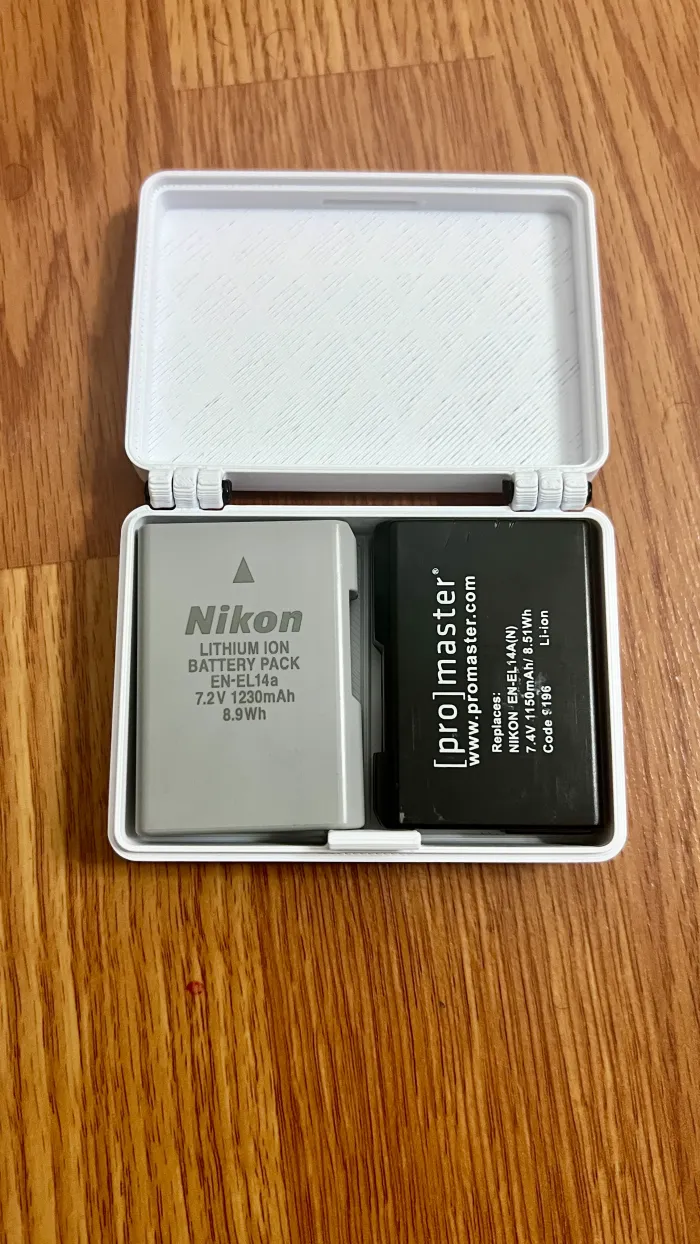 Nikon
LITHIUM ION
BATTERY PACK
EN-EL14a
7.2V 1230mAh
8.9Wh
[pro]master®
www.promaster.com
Replaces:
NIKON EN-EL14A(N)
7.4V 1150mAh/ 8.51Wh
Code 9196 Li-ion